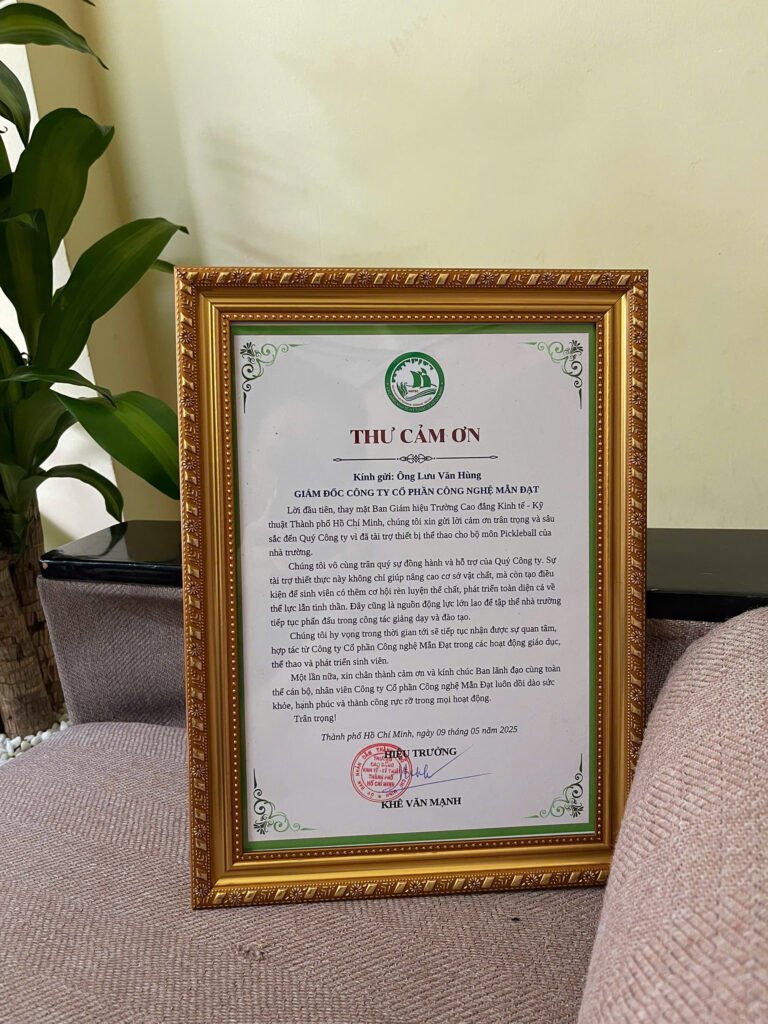 THƯ CẢM ƠN
Kính gửi: Ông Lưu Văn Hùng
GIÁM ĐỐC CÔNG TY CỔ PHẦN CÔNG NGHỆ MẪN ĐẠT
Lời đầu tiên, thay mặt Ban Giám hiệu Trường Cao đẳng Kinh tế - Kỹ
thuật Thành phố Hồ Chí Minh, chúng tôi xin gửi lời cảm ơn trân trọng và sâu
sắc đến Quý Công ty vì đã tài trợ thiết bị thể thao cho bộ môn Pickleball của
nhà trường.
Chúng tôi vô cùng trân quý sự đồng hành và hỗ trợ của Quý Công ty. Sự
tài trợ thiết thực này không chỉ giúp nâng cao cơ sở vật chất, mà còn tạo điều
kiện để sinh viên có thêm cơ hội rèn luyện thể chất, phát triển toàn diện cả về
thể lực lẫn tinh thần. Đây cũng là nguồn động lực lớn lao để tập thể nhà trường
tiếp tục phấn đấu trong công tác giảng dạy và đào tạo.
Chúng tôi hy vọng trong thời gian tới sẽ tiếp tục nhận được sự quan tâm,
hợp tác từ Công ty Cổ Phần Công nghệ Mẫn Đạt trong các hoạt động giáo dục,
thể thao và phát triển sinh viên.
Một lần nữa, xin chân thành cảm ơn và kính chúc Ban lãnh đạo cùng toàn
thể cán bộ, nhân viên Công ty Cổ Phần Công nghệ Mẫn Đạt luôn dồi dào sức
khỏe, hạnh phúc và thành công rực rỡ trong mọi hoạt động.
Trân trọng!
Thành phố Hồ Chí Minh, ngày 09 tháng 05 năm 2025
HIỆU TRƯỞNG
TRƯỜNG
CAO ĐẲNG
KINH TẾ - KỸ THUẬT
THÀNH PHỐ
HỒ CHÍ MINH
KHÊ VĂN MẠNH